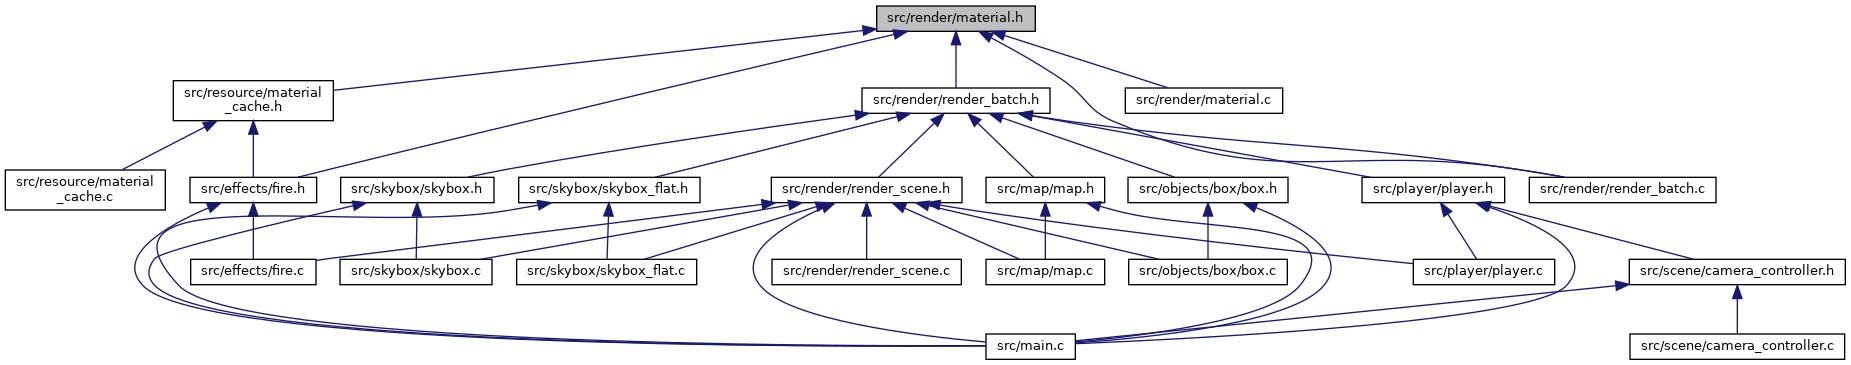 src/render/material.h
src/resource/material
_cache.h
src/render/render_batch.h
src/render/material.c
src/resource/material
_cache.c
src/effects/fire.h
src/skybox/skybox.h
src/skybox/skybox_flat.h
src/render/render_scene.h
src/map/map.h
src/objects/box/box.h
src/player/player.h
src/render/render_batch.c
src/effects/fire.c
src/skybox/skybox.c
src/skybox/skybox_flat.c
src/render/render_scene.c
src/map/map.c
src/objects/box/box.c
src/player/player.c
src/scene/camera_controller.h
src/main.c
src/scene/camera_controller.c